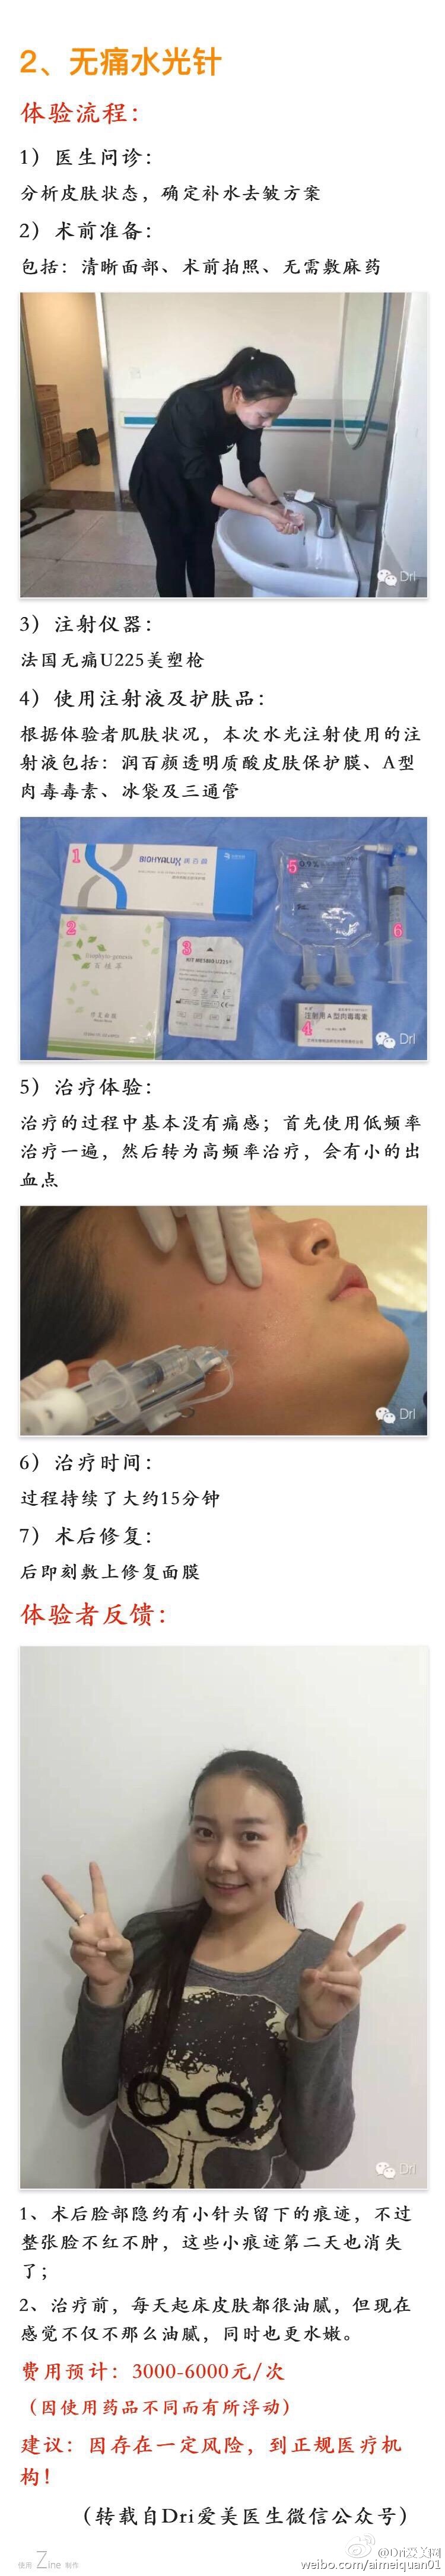 2、无痛水光针
体验流程：
1）医生问诊：
分析皮肤状态，确定补水去皱方案
2）术前准备：
包括：清晰面部、术前拍照、无需敷麻药
Dri
3）注射仪器：
法国无痛U225美塑枪
4）使用注射液及护肤品：
根据体验者肌肤状况，本次水光注射使用的注
射液包括：润百颜透明质酸皮肤保护膜、A型
肉毒毒素、冰袋及三通管
1
BIOHYALUX 润百颜
2
Biophyto-genesis
3
KIT MESO U225
5
0.9%
6
注射用A型肉毒毒素
4
Dri
5）治疗体验：
治疗的过程中基本没有痛感；首先使用低频率
治疗一遍，然后转为高频率治疗，会有小的出
血点
Dri
6）治疗时间：
过程持续了大约15分钟
7）术后修复：
后即刻敷上修复面膜
体验者反馈：
Dri
1、术后脸部隐约有小针头留下的痕迹，不过
整张脸不红不肿，这些小痕迹第二天也消失
了；
2、治疗前，每天起床皮肤都很油腻，但现在
感觉不仅不那么油腻，同时也更水嫩。
费用预计：3000-6000元/次
（因使用药品不同而有所浮动）
建议：因存在一定风险，到正规医疗机
构！
（转载自Dri爱美医生微信公众号）
使用 Zine 制作
@Dri爱美圈
weibo.com/aimeiquan01